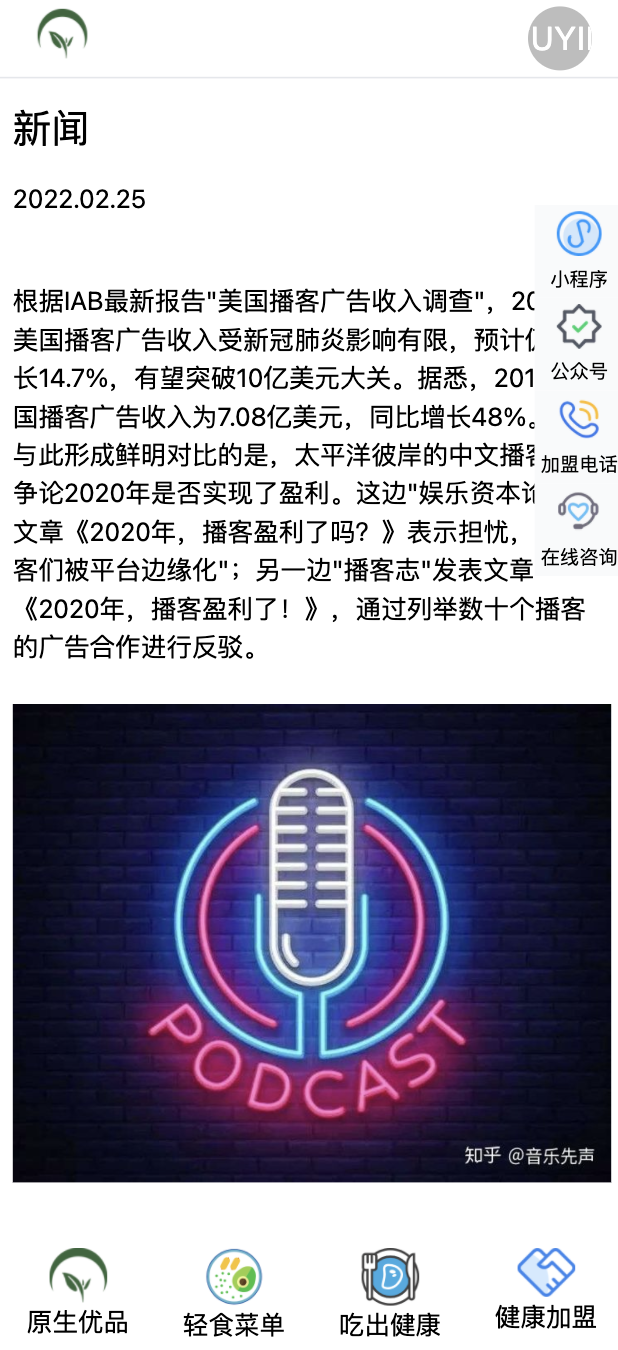 UYI
新闻
2022.02.25
根据IAB最新报告"美国播客广告收入调查"，20
美国播客广告收入受新冠肺炎影响有限，预计
长14.7%，有望突破10亿美元大关。据悉，201
国播客广告收入为7.08亿美元，同比增长48%。
与此形成鲜明对比的是，太平洋彼岸的中文播客
争论2020年是否实现了盈利。这边"娱乐资本论
文章《2020年，播客盈利了吗？》表示担忧，
客们被平台边缘化"；另一边"播客志"发表文章
《2020年，播客盈利了！》，通过列举数十个播客
的广告合作进行反驳。
小程序
公众号
加盟电话
在线咨询
PODCAST
知乎 @音乐先声
原生优品
轻食菜单
吃出健康
健康加盟